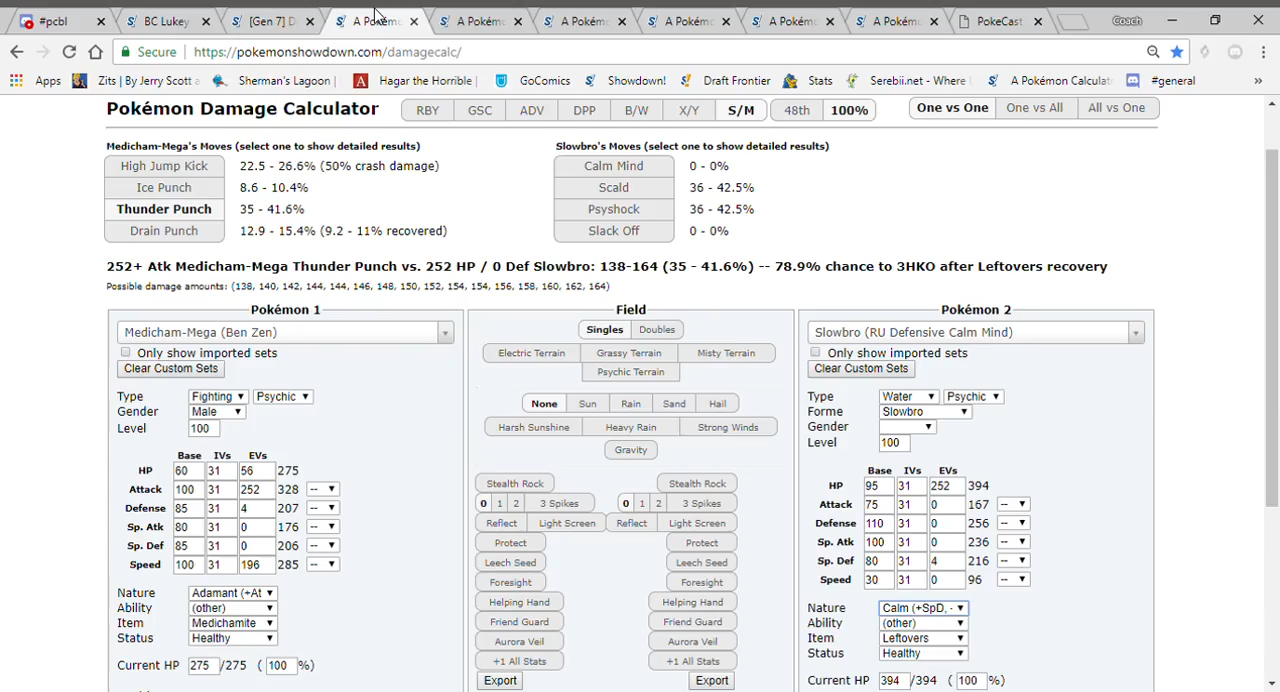 #pcbl BC Lukey [Gen 7] D A Pokém A Pokém A Pokém A Pokém A Pokém A Pokém PokeCast Coach
Secure https://pokemonshowdown.com/damagecalc/
Apps Zits | By Jerry Scott a Sherman's Lagoon | Hagar the Horrible | GoComics Showdown! Draft Frontier Stats Serebii.net - Where A Pokémon Calculat #general »
Pokémon Damage Calculator RBY GSC ADV DPP B/W X/Y S/M 48th 100% One vs One One vs All All vs One
Medicham-Mega's Moves (select one to show detailed results) Slowbro's Moves (select one to show detailed results)
High Jump Kick 22.5 - 26.6% (50% crash damage) Calm Mind 0 - 0%
Ice Punch 8.6 - 10.4% Scald 36 - 42.5%
Thunder Punch 35 - 41.6% Psyshock 36 - 42.5%
Drain Punch 12.9 - 15.4% (9.2 - 11% recovered) Slack Off 0 - 0%
252+ Atk Medicham-Mega Thunder Punch vs. 252 HP / 0 Def Slowbro: 138-164 (35 - 41.6%) -- 78.9% chance to 3HKO after Leftovers recovery
Possible damage amounts: (138, 140, 142, 144, 144, 146, 148, 150, 152, 154, 154, 156, 158, 160, 162, 164)
Pokémon 1 Field Pokémon 2
Medicham-Mega (Ben Zen) Singles Doubles Slowbro (RU Defensive Calm Mind)
Only show imported sets Electric Terrain Grassy Terrain Misty Terrain Only show imported sets
Clear Custom Sets Psychic Terrain Clear Custom Sets
Type Fighting Psychic None Sun Rain Sand Hail Type Water Psychic
Gender Male Forme Slowbro
Level 100 Harsh Sunshine Heavy Rain Strong Winds Gender
Gravity Level 100
Base IVs EVs Base IVs EVs
HP 60 31 56 275 HP 95 31 252 394
Attack 100 31 252 328 -- Stealth Rock Stealth Rock Attack 75 31 0 167 --
Defense 85 31 4 207 -- 0 1 2 3 Spikes 0 1 2 3 Spikes Defense 110 31 0 256 --
Sp. Atk 80 31 0 176 -- Reflect Light Screen Reflect Light Screen Sp. Atk 100 31 0 236 --
Sp. Def 85 31 0 206 -- Protect Protect Sp. Def 80 31 4 216 --
Speed 100 31 196 285 -- Leech Seed Leech Seed Speed 30 31 0 96 --
Foresight Foresight
Nature Adamant (+At Helping Hand Helping Hand Nature Calm (+SpD, -
Ability (other) Friend Guard Friend Guard Ability (other)
Item Medichamite Aurora Veil Aurora Veil Item Leftovers
Status Healthy +1 All Stats +1 All Stats Status Healthy
Current HP 275 /275 ( 100 %) Export Export Current HP 394 /394 ( 100 %)